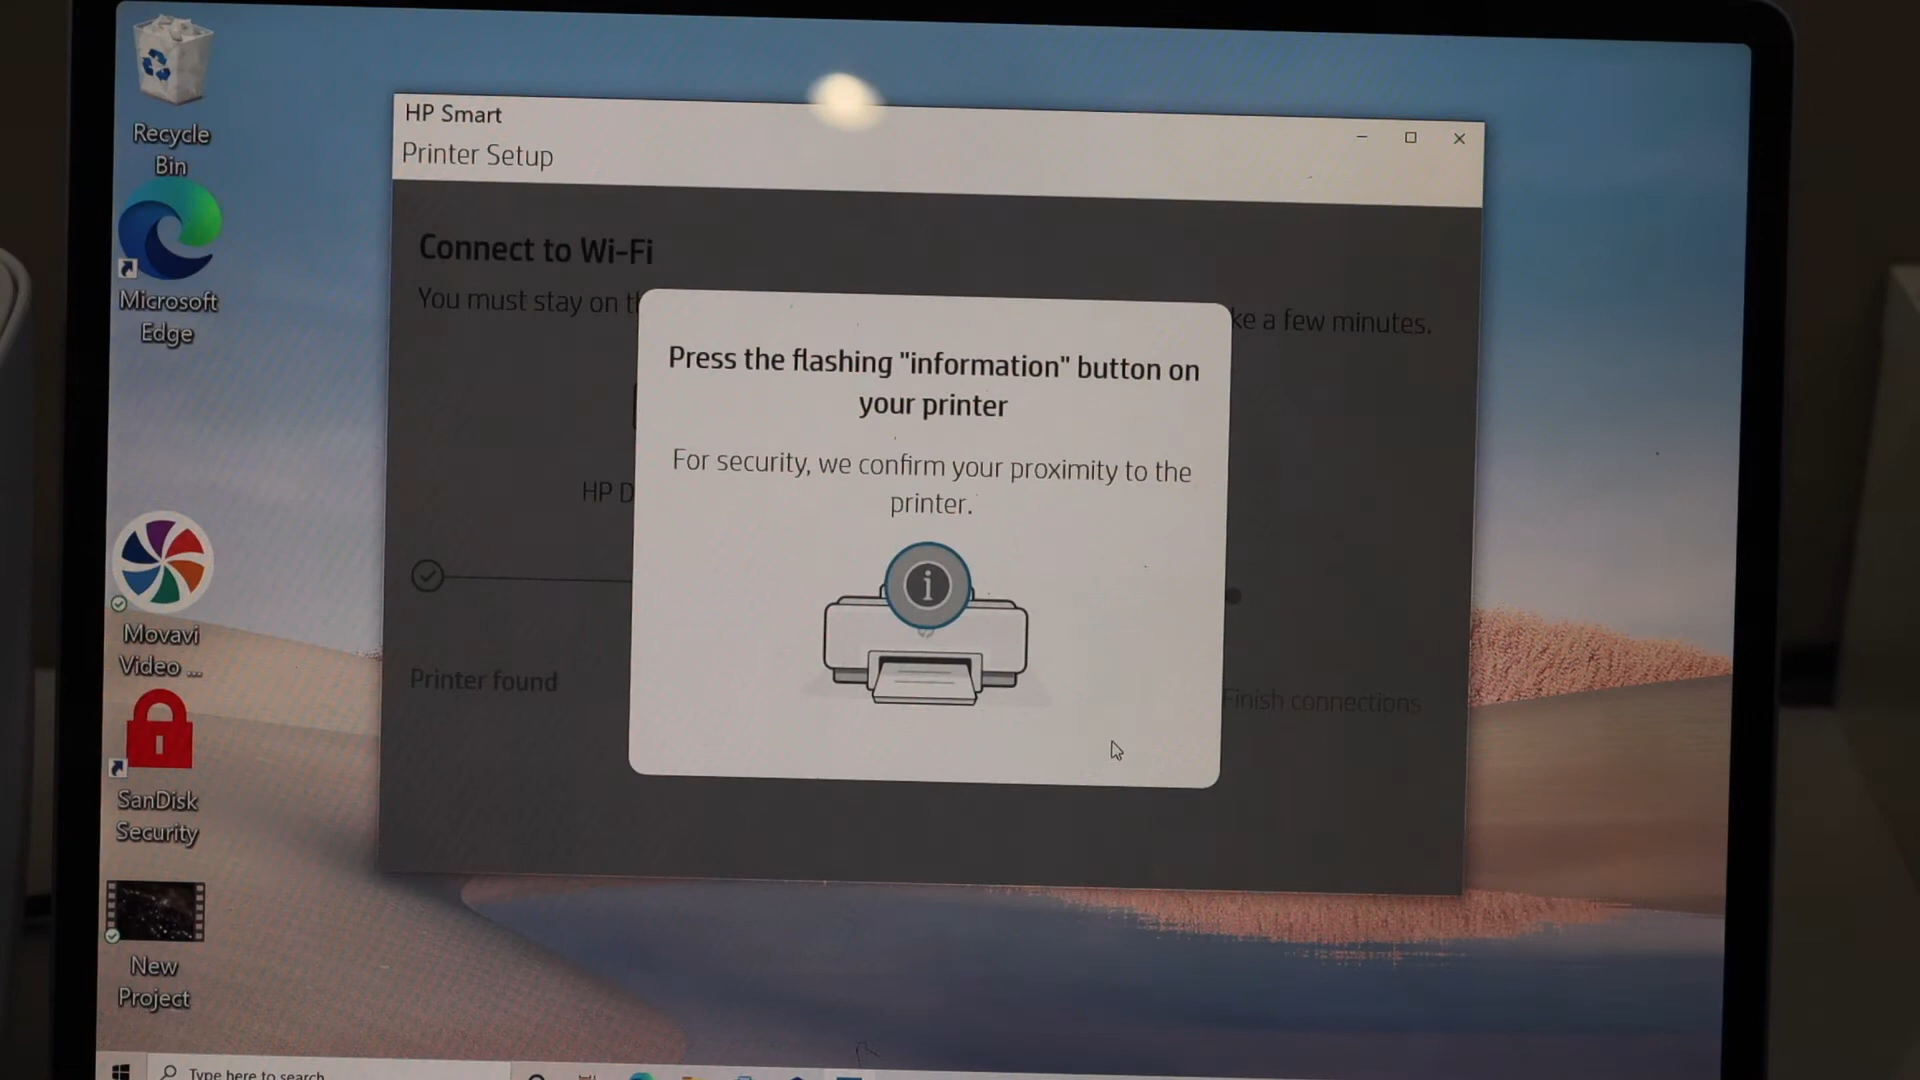 Recycle
Bin
Microsoft
Edge
Movavi
Video ...
SanDisk
Security
New
Project
HP Smart
Printer Setup
Connect to Wi-Fi
You must stay on
a few minutes.
HP
Printer found
Finish connections
Press the flashing "information" button on
your printer
For security, we confirm your proximity to the
printer.
i
Type here to search